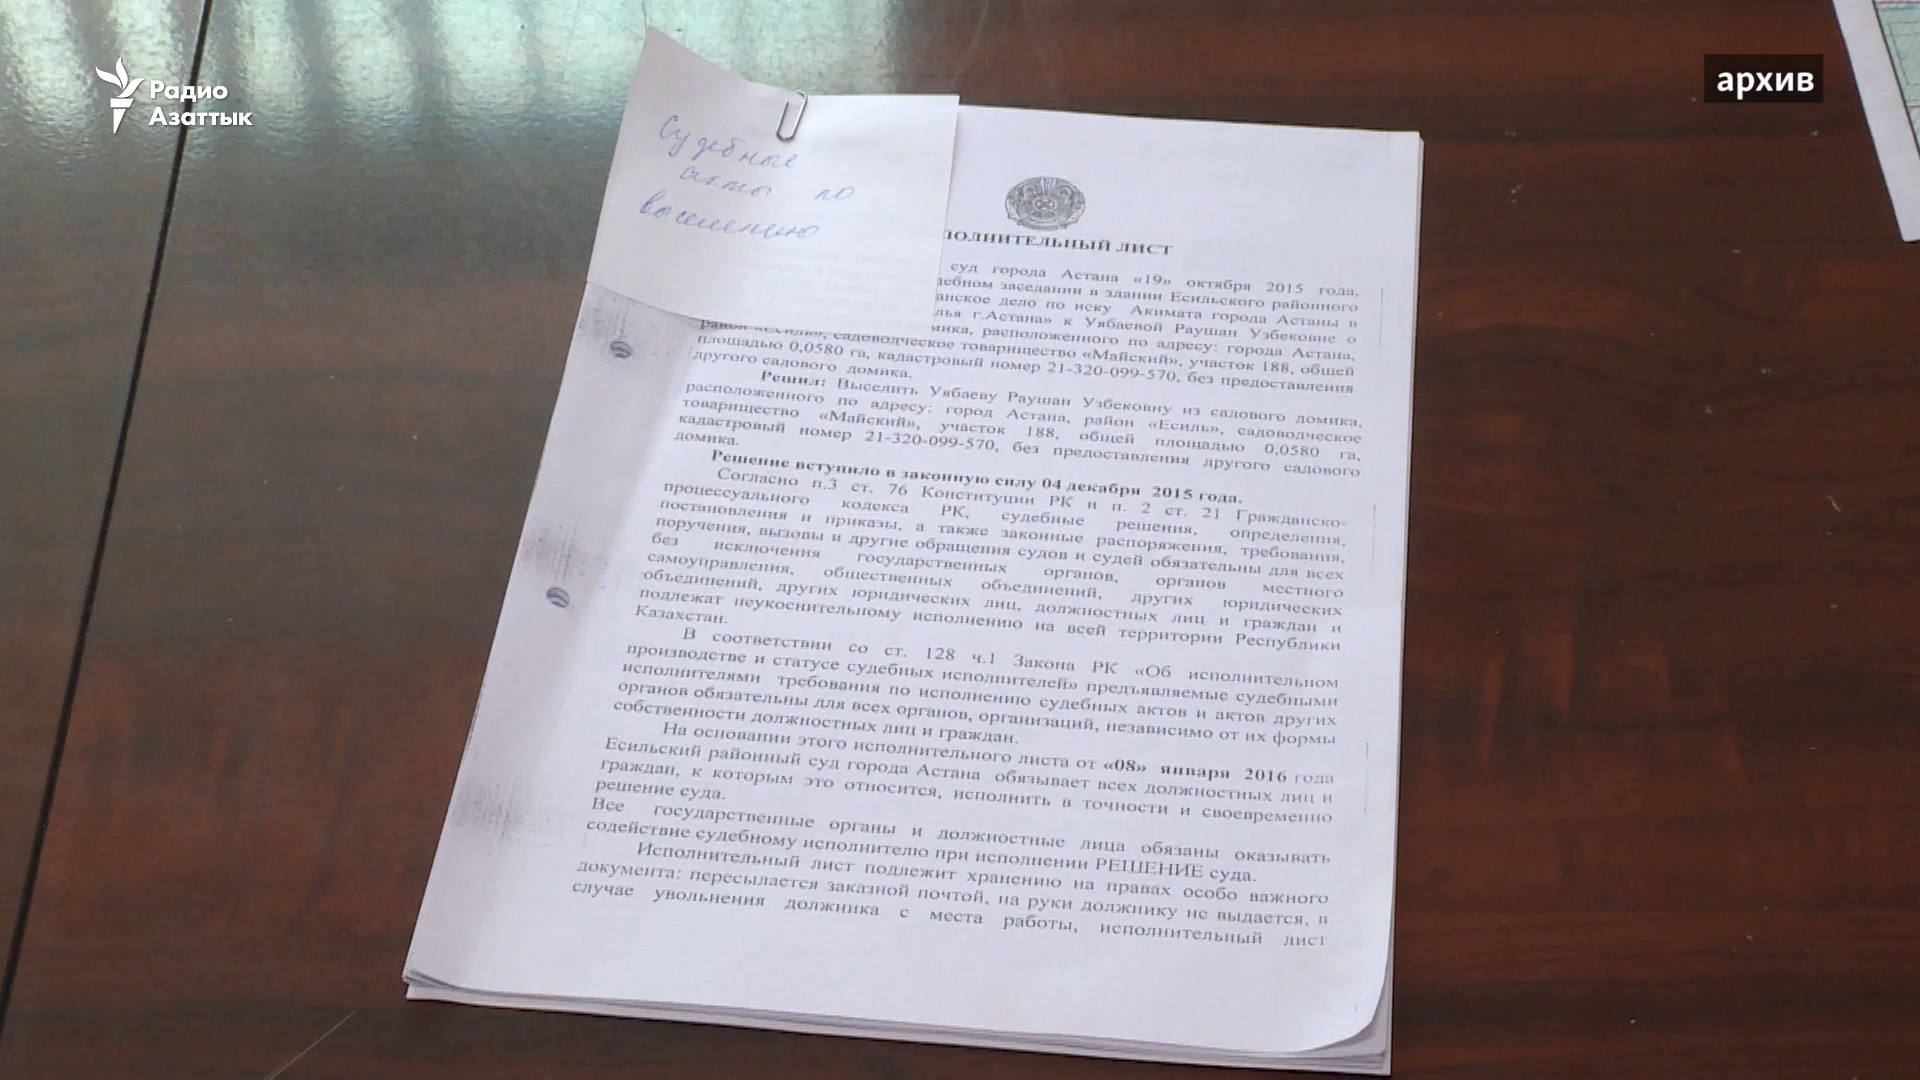 Радио
Азаттык
архив
Судебные
акты по
выселению
ПОЛНИТЕЛЬНЫЙ ЛИСТ
суд города Астана «19» октября 2015 года,
дебном заседании в здании Есильского районного
анское дело по иску Акимата города Астаны в
лья г.Астана» к Уябаевой Раушан Узбековне о
мика, расположенного по адресу: города Астана,
район «Есиль», садоводческое товарищество «Майский», участок 188, общей
площадью 0,0580 га, кадастровый номер 21-320-099-570, без предоставления
другого садового домика.
Решил: Выселить Уябаеву Раушан Узбековну из садового домика,
расположенного по адресу: город Астана, район «Есиль», садоводческое
товарищество «Майский», участок 188, общей площадью 0,0580 га,
кадастровый номер 21-320-099-570, без предоставления другого садового
домика.
Решение вступило в законную силу 04 декабря 2015 года.
Согласно п.3 ст. 76 Конституции РК и п. 2 ст. 21 Гражданско-
процессуального кодекса РК, судебные решения, определения,
постановления и приказы, а также законные распоряжения, требования,
поручения, вызовы и другие обращения судов и судей обязательны для всех
без исключения государственных органов, органов местного
самоуправления, общественных объединений, других юридических
объединений, других юридических лиц, должностных лиц и граждан и
подлежат неукоснительному исполнению на всей территории Республики
Казахстан.
В соответствии со ст. 128 ч.1 Закона РК «Об исполнительном
производстве и статусе судебных исполнителей» предъявляемые судебными
исполнителями требования по исполнению судебных актов и актов других
органов обязательны для всех органов, организаций, независимо от их формы
собственности должностных лиц и граждан.
На основании этого исполнительного листа от «08» января 2016 года
Есильский районный суд города Астана обязывает всех должностных лиц и
граждан, к которым это относится, исполнить в точности и своевременно
решение суда.
Все государственные органы и должностные лица обязаны оказывать
содействие судебному исполнителю при исполнении РЕШЕНИЕ суда.
Исполнительный лист подлежит хранению на правах особо важного
документа: пересылается заказной почтой, на руки должнику не выдается, в
случае увольнения должника с места работы, исполнительный лист